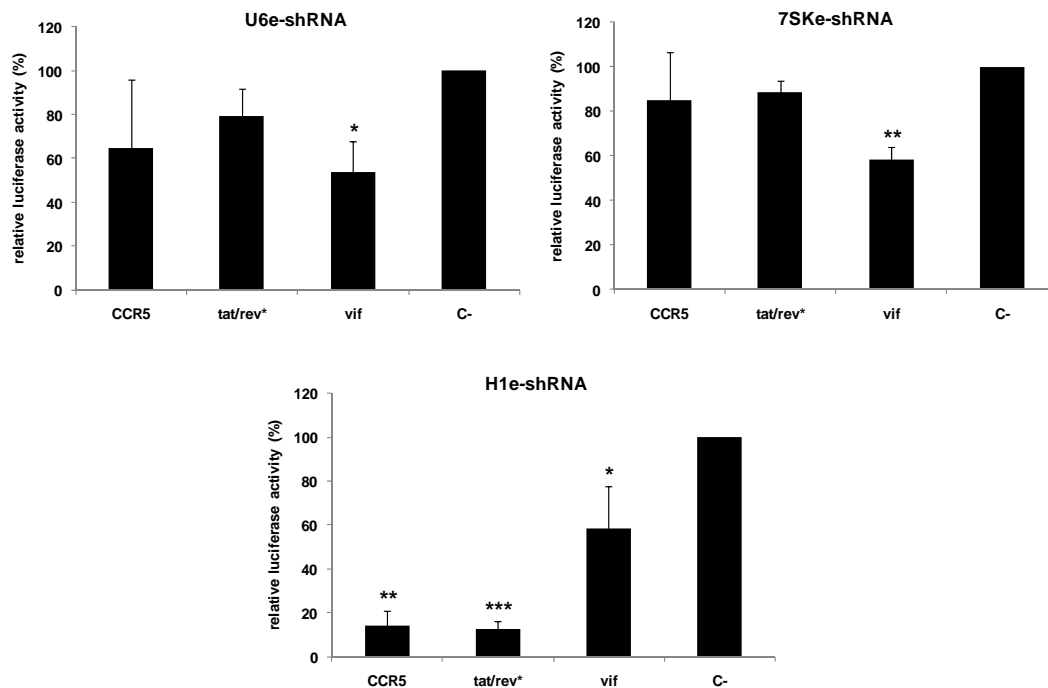 U6e-shRNA
relative luciferase activity (%)
120
100
80
60
40
20
0
*
CCR5 tat/rev* vif C-
7SKe-shRNA
relative luciferase activity (%)
120
100
80
60
40
20
0
**
CCR5 tat/rev* vif C-
H1e-shRNA
relative luciferase activity (%)
120
100
80
60
40
20
0
** *** *
CCR5 tat/rev* vif C-